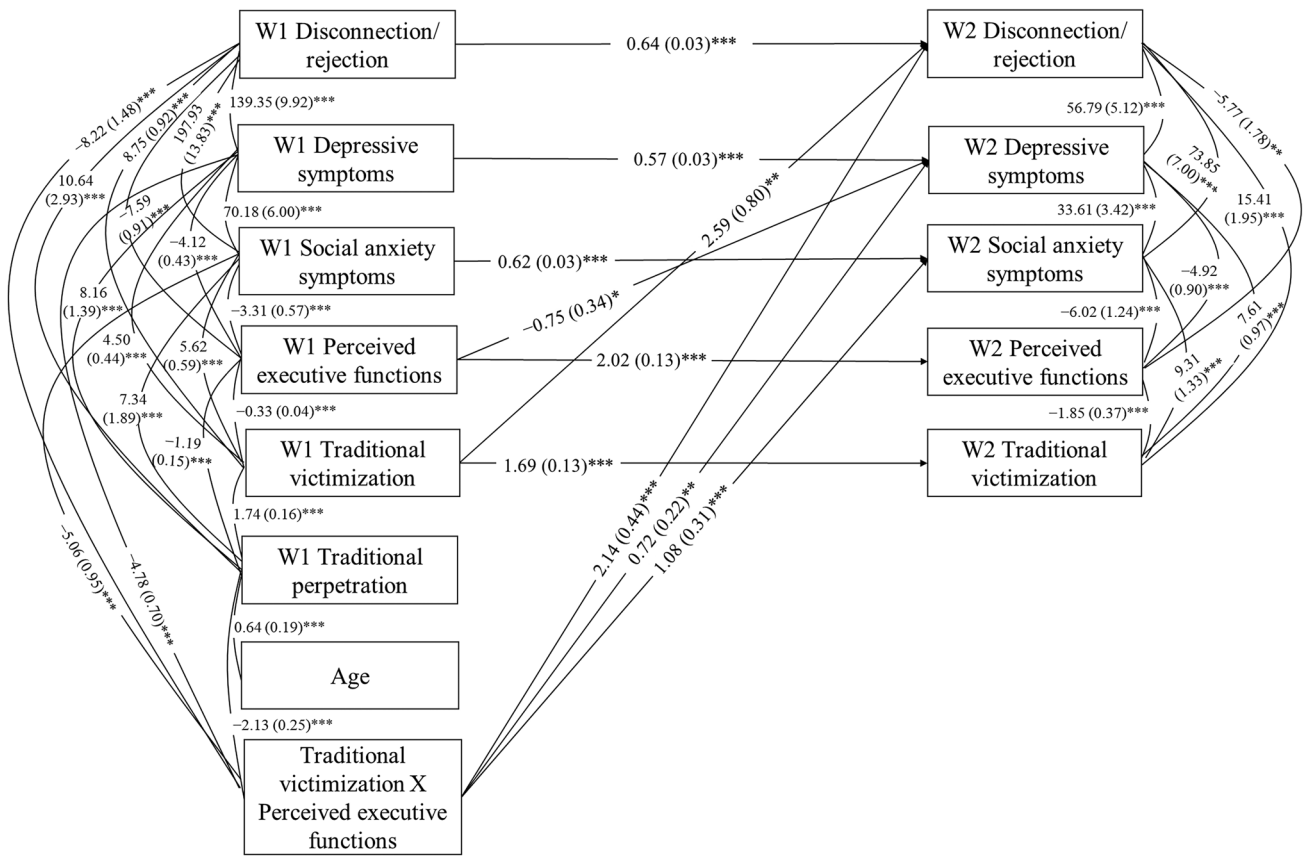 W1 Disconnection/
rejection
0.64 (0.03)***
W2 Disconnection/
rejection
−8.22 (1.48)***
8.75 (0.92)***
197.93
(13.83)***
139.35 (9.92)***
56.79 (5.12)***
−5.77 (1.78)**
W1 Depressive
symptoms
0.57 (0.03)***
W2 Depressive
symptoms
73.85
(7.00)***
10.64
(2.93)***
−7.59
(0.91)***
70.18 (6.00)***
2.59 (0.80)**
33.61 (3.42)***
15.41
(1.95)***
−4.12
(0.43)***
W1 Social anxiety
symptoms
0.62 (0.03)***
W2 Social anxiety
symptoms
−4.92
(0.90)***
8.16
(1.39)***
−3.31 (0.57)***
−0.75 (0.34)*
−6.02 (1.24)***
7.61
(0.97)***
4.50
(0.44)***
5.62
(0.59)***
W1 Perceived
executive functions
2.02 (0.13)***
W2 Perceived
executive functions
9.31
(1.33)***
7.34
(1.89)***
−0.33 (0.04)***
−1.85 (0.37)***
−1.19
(0.15)***
W1 Traditional
victimization
1.69 (0.13)***
W2 Traditional
victimization
1.74 (0.16)***
2.14 (0.44)***
0.72 (0.22)**
1.08 (0.31)***
−5.06 (0.95)***
−4.78 (0.70)***
W1 Traditional
perpetration
0.64 (0.19)***
Age
−2.13 (0.25)***
Traditional
victimization X
Perceived executive
functions